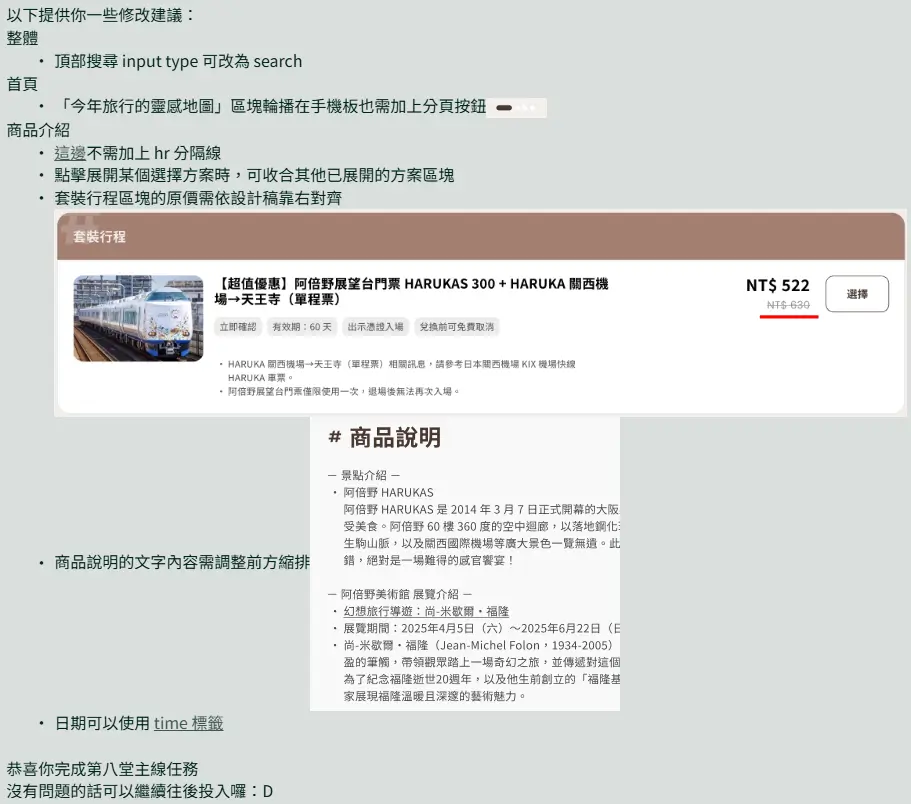 以下提供你一些修改建議：
整體
• 頂部搜尋 input type 可改為 search
首頁
• 「今年旅行的靈感地圖」區塊輪播在手機板也需加上分頁按鈕
商品介紹
• 這邊不需加上 hr 分隔線
• 點擊展開某個選擇方案時，可收合其他已展開的方案區塊
• 套裝行程區塊的原價需依設計稿靠右對齊
#
套裝行程
【超值優惠】阿倍野展望台門票 HARUKAS 300 + HARUKA 關西機
場→天王寺（單程票）
NT$ 522
NT$ 630
選擇
立即確認 有效期：60 天 出示憑證入場 兌換前可免費取消
• HARUKA 關西機場→天王寺（單程票）相關訊息，請參考日本關西機場 KIX 機場快線
HARUKA 車票。
• 阿倍野展望台門票僅限使用一次，退場後無法再次入場。
# 商品說明
— 景點介紹 —
• 阿倍野 HARUKAS
阿倍野 HARUKAS 是 2014 年 3 月 7 日正式開幕的大阪
受美食。阿倍野 60 樓 360 度的空中迴廊，以落地鋼化
生駒山脈，以及關西國際機場等廣大景色一覽無遺。此
錯，絕對是一場難得的感官饗宴！
— 阿倍野美術館 展覽介紹 —
• 幻想旅行導遊：尚-米歇爾・福隆
• 展覽期間：2025年4月5日（六）～2025年6月22日（日
• 尚-米歇爾・福隆（Jean-Michel Folon，1934-2005）
盈的筆觸，帶領觀眾踏上一場奇幻之旅，並傳遞對這個
為了紀念福隆逝世20週年，以及他生前創立的「福隆基
家展現福隆溫暖且深邃的藝術魅力。
• 商品說明的文字內容需調整前方縮排
• 日期可以使用 time 標籤
恭喜你完成第八堂主線任務
沒有問題的話可以繼續往後投入囉：D